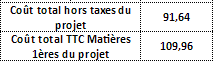 Coût total hors taxes du
projet
91,64
Coût total TTC Matières
1ères du projet
109,96